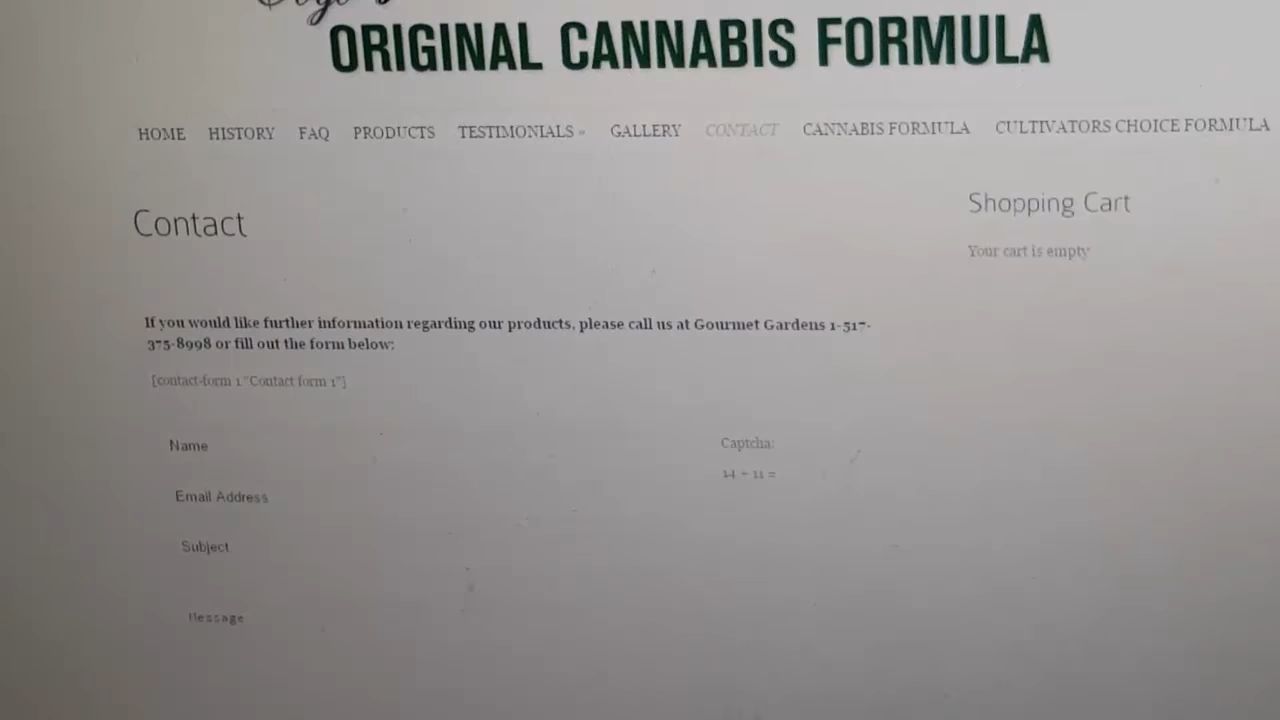 ORIGINAL CANNABIS FORMULA
HOME HISTORY FAQ PRODUCTS TESTIMONIALS » GALLERY CONTACT CANNABIS FORMULA CULTIVATORS CHOICE FORMULA
Contact
Shopping Cart
Your cart is empty
If you would like further information regarding our products, please call us at Gourmet Gardens 1-517-
375-8998 or fill out the form below:
[contact-form 1 "Contact form 1"]
Name
Captcha:
Email Address
Subject
Message